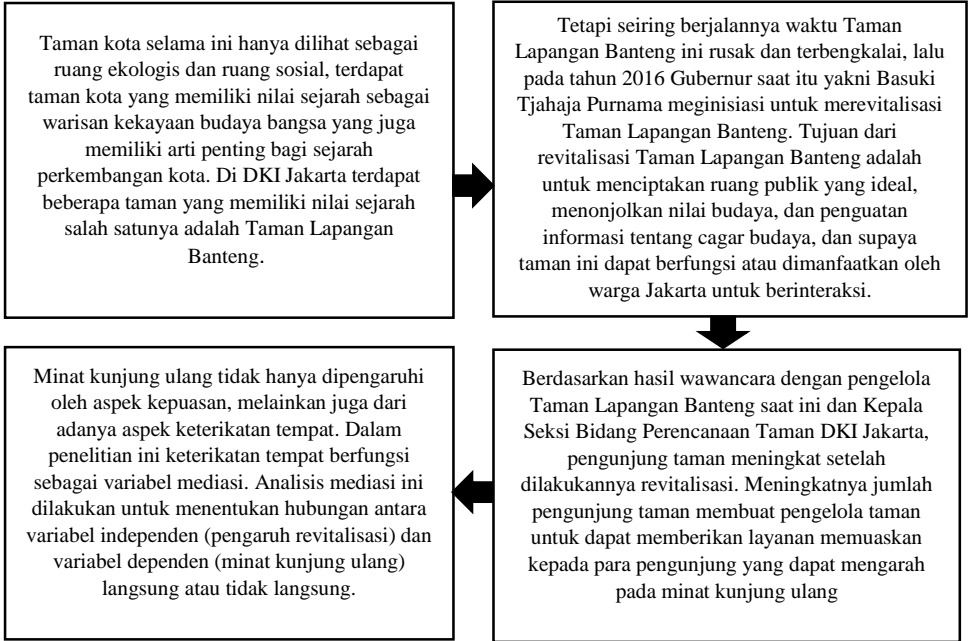 Taman kota selama ini hanya dilihat sebagai
ruang ekologis dan ruang sosial, terdapat
taman kota yang memiliki nilai sejarah sebagai
warisan kekayaan budaya bangsa yang juga
memiliki arti penting bagi sejarah
perkembangan kota. Di DKI Jakarta terdapat
beberapa taman yang memiliki nilai sejarah
salah satunya adalah Taman Lapangan
Banteng.
Tetapi seiring berjalannya waktu Taman
Lapangan Banteng ini rusak dan terbengkalai, lalu
pada tahun 2016 Gubernur saat itu yakni Basuki
Tjahaja Purnama meginisiasi untuk merevitalisasi
Taman Lapangan Banteng. Tujuan dari
revitalisasi Taman Lapangan Banteng adalah
untuk menciptakan ruang publik yang ideal,
menonjolkan nilai budaya, dan penguatan
informasi tentang cagar budaya, dan supaya
taman ini dapat berfungsi atau dimanfaatkan oleh
warga Jakarta untuk berinteraksi.
Berdasarkan hasil wawancara dengan pengelola
Taman Lapangan Banteng saat ini dan Kepala
Seksi Bidang Perencanaan Taman DKI Jakarta,
pengunjung taman meningkat setelah
dilakukannya revitalisasi. Meningkatnya jumlah
pengunjung taman membuat pengelola taman
untuk dapat memberikan layanan memuaskan
kepada para pengunjung yang dapat mengarah
pada minat kunjung ulang
Minat kunjung ulang tidak hanya dipengaruhi
oleh aspek kepuasan, melainkan juga dari
adanya aspek keterikatan tempat. Dalam
penelitian ini keterikatan tempat berfungsi
sebagai variabel mediasi. Analisis mediasi ini
dilakukan untuk menentukan hubungan antara
variabel independen (pengaruh revitalisasi) dan
variabel dependen (minat kunjung ulang)
langsung atau tidak langsung.